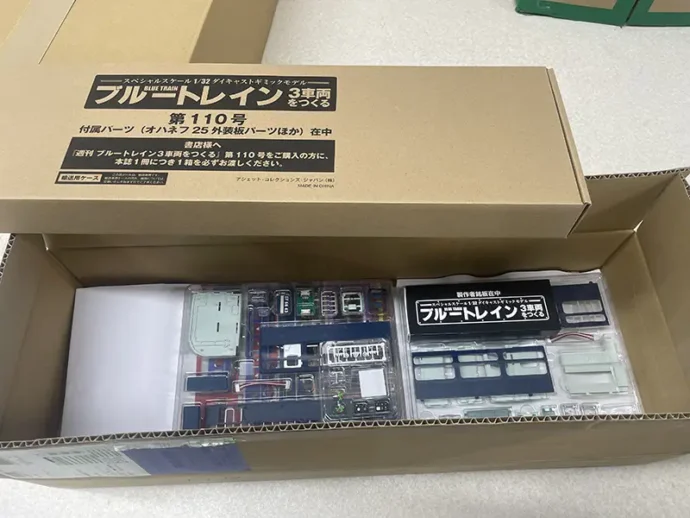 スペシャルスケール1/32ダイキャストギミックモデル
BLUE TRAIN
ブルートレイン 3車両をつくる
第110号
付属パーツ（オハネフ25外装板パーツほか）在中
書店様へ
「週刊 ブルートレイン3車両をつくる」第110号をご購入の方に、
本誌1冊につき1箱を必ずお渡しください。
輸送用ケース
アシェット・コレクションズ・ジャパン（株）
MADE IN CHINA
製作者銘板在中
スペシャルスケール1/32ダイキャストギミックモデル
ブルートレイン 3車両をつくる